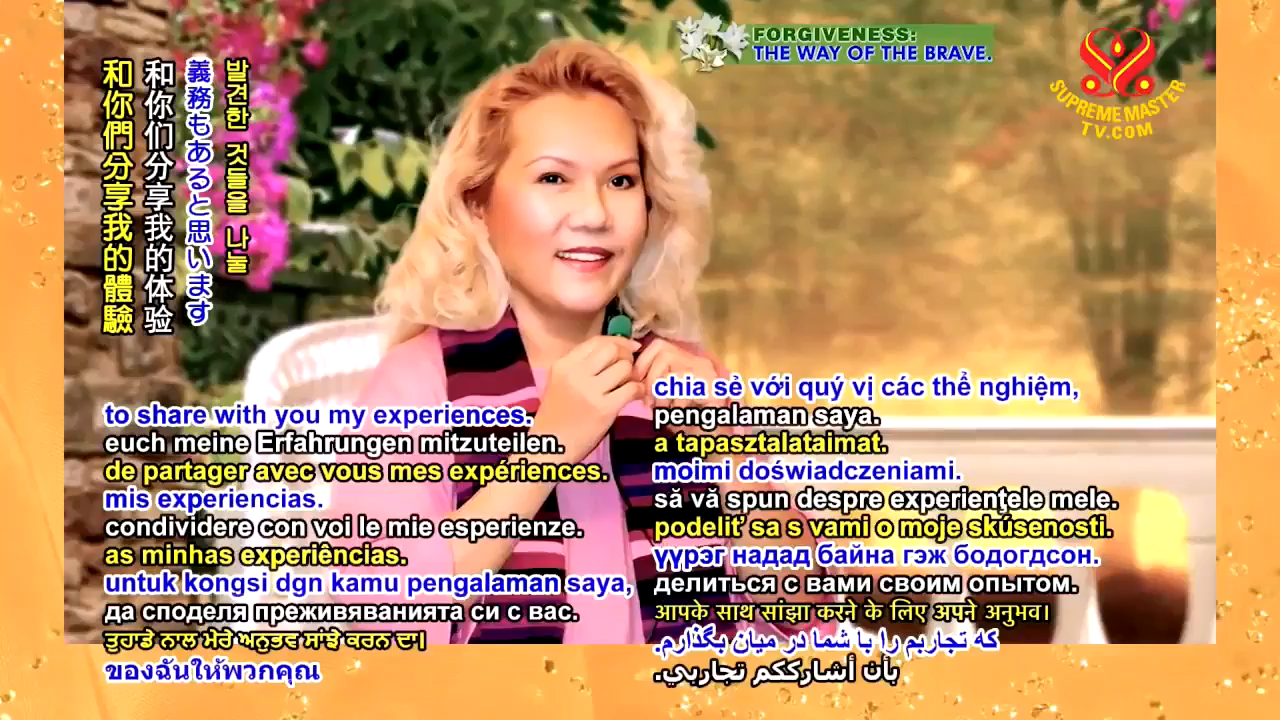 FORGIVENESS:
THE WAY OF THE BRAVE.
SUPREME MASTER
TV.COM
발견한 것들을 나눌
義務もあると思います
和你们分享我的体验
和你們分享我的體驗
to share with you my experiences.
euch meine Erfahrungen mitzuteilen.
de partager avec vous mes expériences.
mis experiencias.
condividere con voi le mie esperienze.
as minhas experiências.
untuk kongsi dgn kamu pengalaman saya,
да споделя преживяванията си с вас.
ਤੁਹਾਡੇ ਨਾਲ ਮੇਰੇ ਅਨੁਭਵ ਸਾਂਝੇ ਕਰਨ ਦਾ।
ของฉันให้พวกคุณ
chia sẻ với quý vị các thể nghiệm,
pengalaman saya.
a tapasztalataimat.
moimi doświadczeniami.
să vă spun despre experienţele mele.
podeliť sa s vami o moje skúsenosti.
үүрэг надад байна гэж бодогдсон.
делиться с вами своим опытом.
आपके साथ सांझा करने के लिए अपने अनुभव।
که تجاربم را با شما در میان بگذارم.
بأن أشارككم تجاربي.